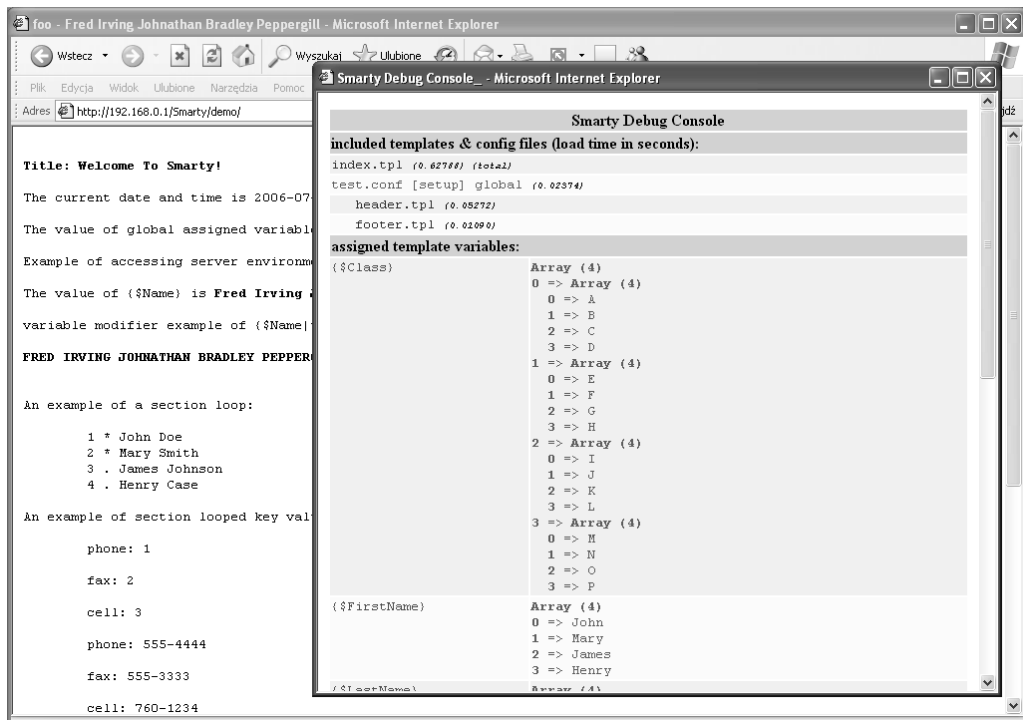 foo - Fred Irving Johnathan Bradley Peppergill - Microsoft Internet Explorer
Wstecz Wyszukaj Ulubione
Plik Edycja Widok Ulubione Narzędzia Pomoc
Adres http://192.168.0.1/Smarty/demo/
Title: Welcome To Smarty!
The current date and time is 2006-07
The value of global assigned variabl
Example of accessing server environm
The value of {$Name} is Fred Irving
variable modifier example of {$Name|
FRED IRVING JOHNATHAN BRADLEY PEPPER
An example of a section loop:
1 * John Doe
2 * Mary Smith
3 . James Johnson
4 . Henry Case
An example of section looped key val
phone: 1
fax: 2
cell: 3
phone: 555-4444
fax: 555-3333
cell: 760-1234
Smarty Debug Console_ - Microsoft Internet Explorer
Smarty Debug Console
included templates & config files (load time in seconds):
index.tpl (0.62788) (total)
test.conf [setup] global (0.02374)
header.tpl (0.05272)
footer.tpl (0.02090)
assigned template variables:
{$Class} Array (4)
0 => Array (4)
0 => A
1 => B
2 => C
3 => D
1 => Array (4)
0 => E
1 => F
2 => G
3 => H
2 => Array (4)
0 => I
1 => J
2 => K
3 => L
3 => Array (4)
0 => M
1 => N
2 => O
3 => P
{$FirstName} Array (4)
0 => John
1 => Mary
2 => James
3 => Henry
{$LastName} Array (4)